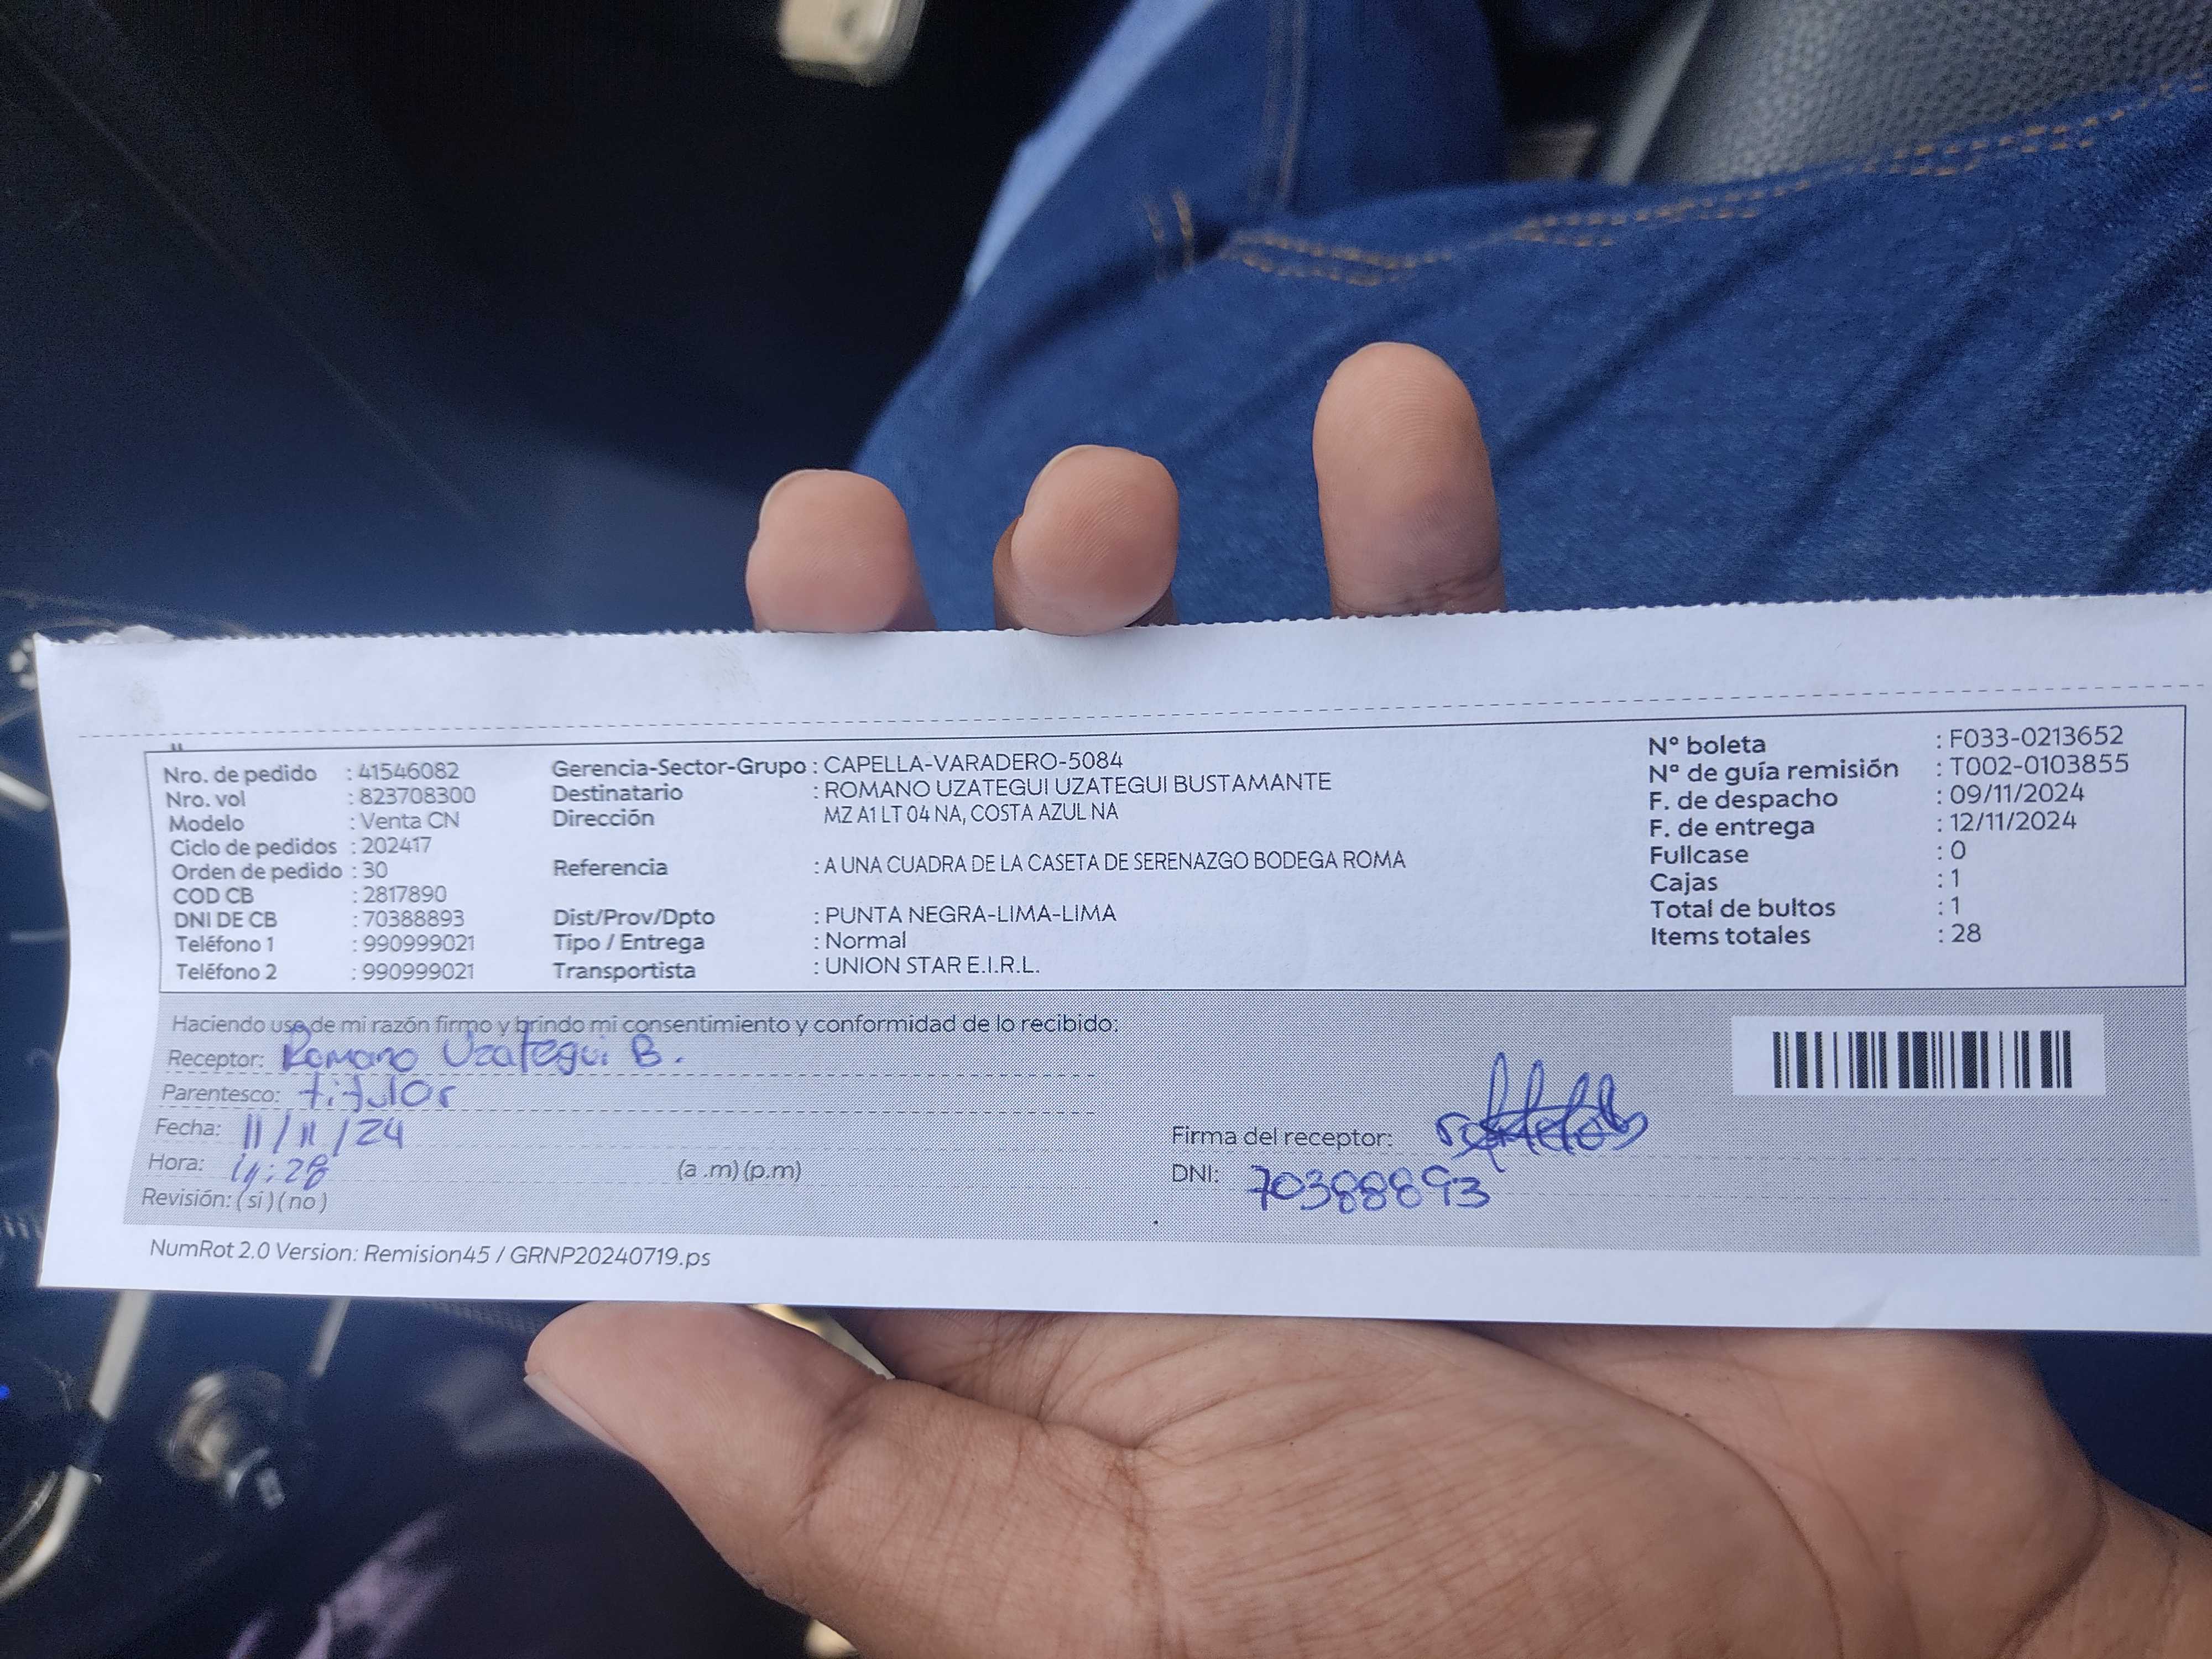 Nro. de pedido : 41546082
Nro. vol : 823708300
Modelo : Venta CN
Ciclo de pedidos : 202417
Orden de pedido : 30
COD CB : 2817890
DNI DE CB : 70388893
Teléfono 1 : 990999021
Teléfono 2 : 990999021
Gerencia-Sector-Grupo : CAPELLA-VARADERO-5084
Destinatario : ROMANO UZATEGUI UZATEGUI BUSTAMANTE
Dirección MZ A1 LT 04 NA, COSTA AZUL NA
Referencia : A UNA CUADRA DE LA CASETA DE SERENAZGO BODEGA ROMA
Dist/Prov/Dpto : PUNTA NEGRA-LIMA-LIMA
Tipo / Entrega : Normal
Transportista : UNION STAR E.I.R.L.
Nº boleta : F033-0213652
Nº de guía remisión : T002-0103855
F. de despacho : 09/11/2024
F. de entrega : 12/11/2024
Fullcase : 0
Cajas : 1
Total de bultos : 1
Items totales : 28
Haciendo uso de mi razón firmo y brindo mi consentimiento y conformidad de lo recibido:
Receptor: Romano Uzategui B.
Parentesco: titular
Fecha: 11/11/24
Hora: 14:28 (a .m) (p.m)
Revisión: ( si ) ( no )
Firma del receptor:
DNI: 70388893
NumRot 2.0 Version: Remision45 / GRNP20240719.ps